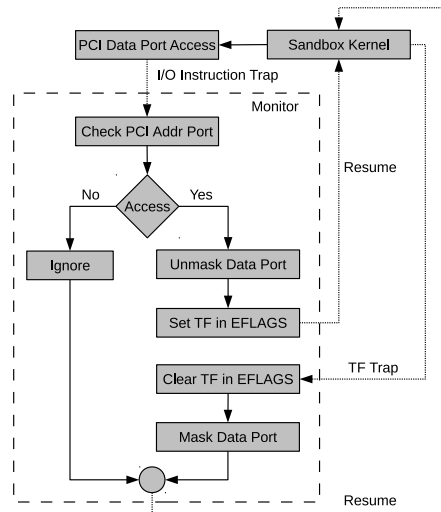 PCI Data Port Access
Sandbox Kernel
I/O Instruction Trap
Monitor
Check PCI Addr Port
Resume
No
Access
Yes
Ignore
Unmask Data Port
Set TF in EFLAGS
TF Trap
Clear TF in EFLAGS
Mask Data Port
Resume